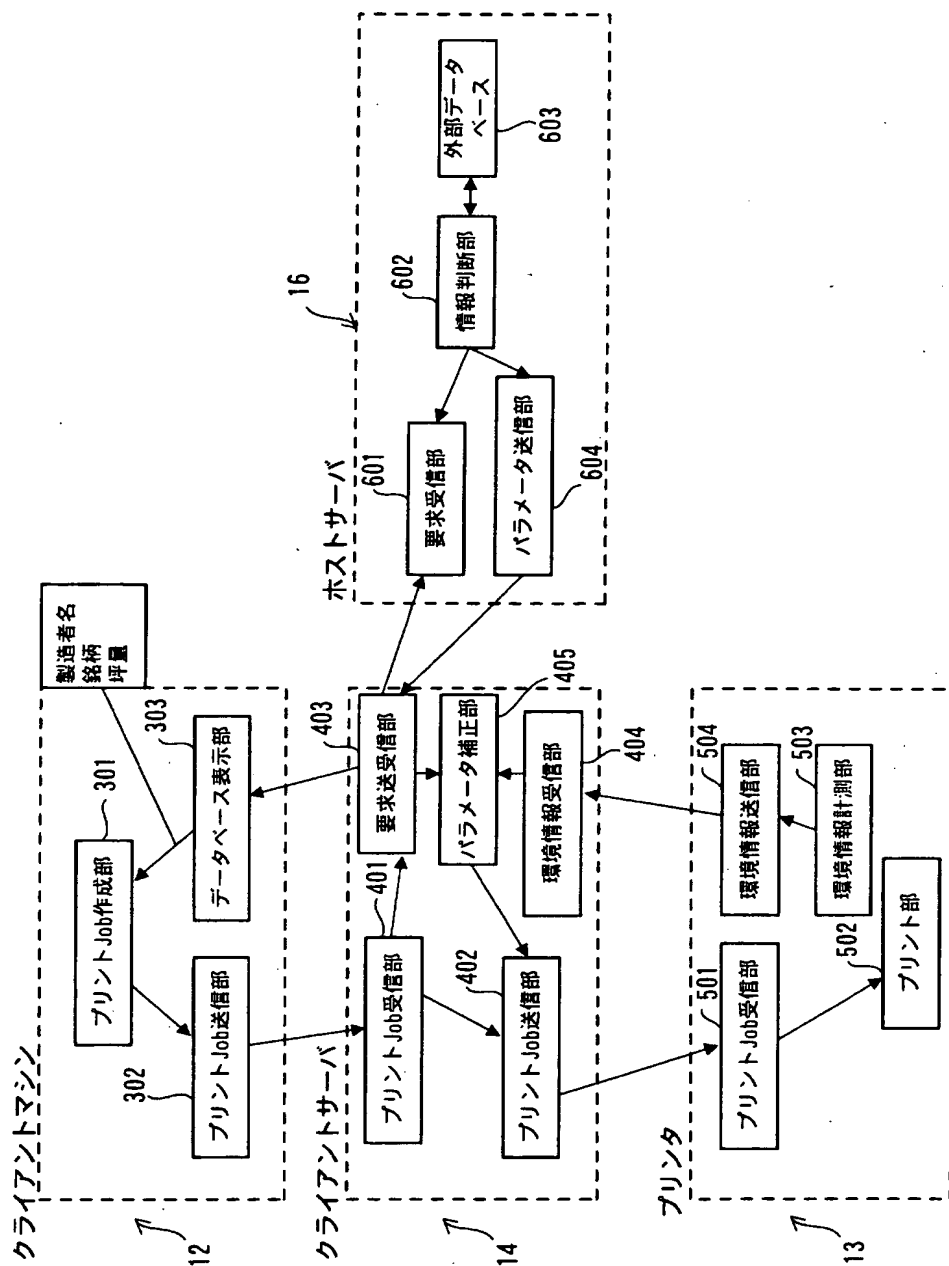 クライアントマシン
12
プリントJob作成部
301
製造者名
銘柄
坪量
プリントJob送信部
302
データベース表示部
303
クライアントサーバ
14
プリントJob受信部
401
要求送受信部
403
プリントJob送信部
402
パラメータ補正部
405
環境情報受信部
404
ホストサーバ
16
要求受信部
601
情報判断部
602
外部データ
ベース
603
パラメータ送信部
604
プリンタ
13
プリントJob受信部
501
環境情報送信部
504
環境情報計測部
503
プリント部
502